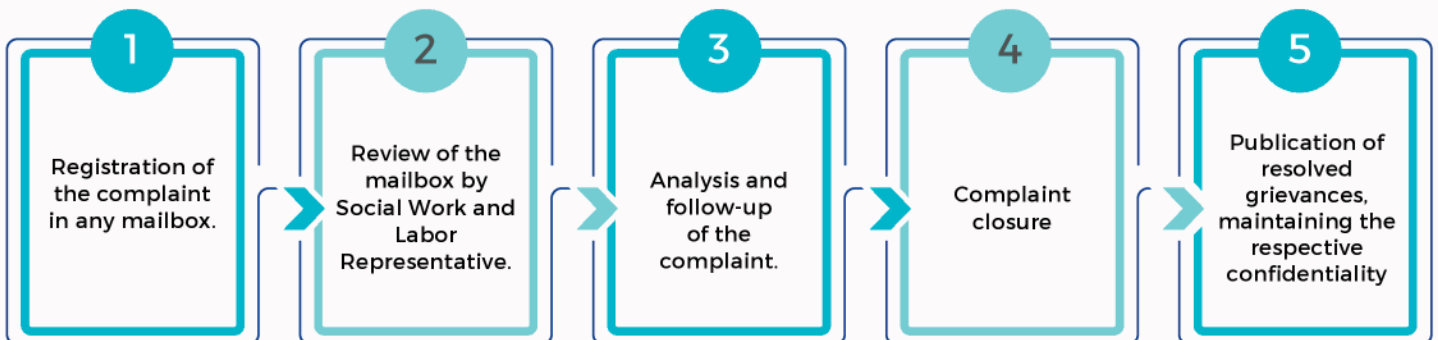 1
Registration of
the complaint
in any mailbox.
2
Review of the
mailbox by
Social Work and
Labor
Representative.
3
Analysis and
follow-up
of the
complaint.
4
Complaint
closure
5
Publication of
resolved
grievances,
maintaining the
respective
confidentiality